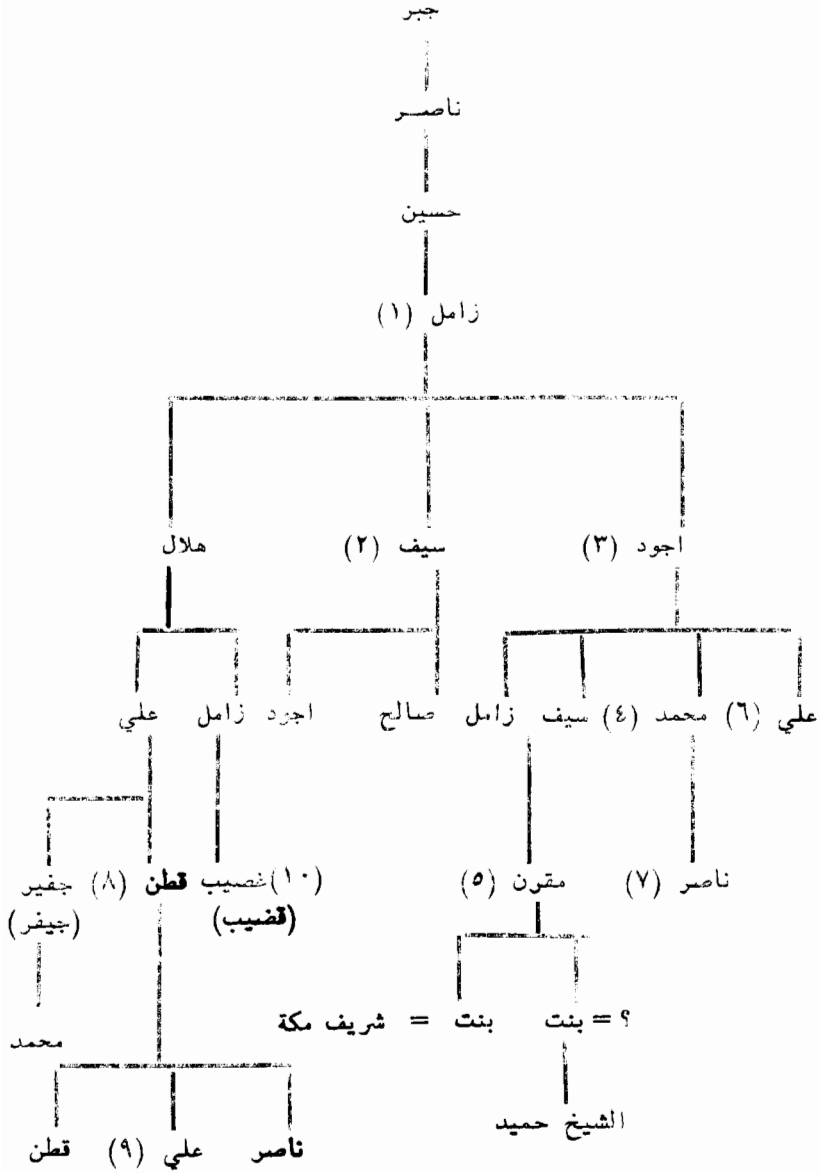 جبر
ناصر
حسين
زامل (١)
اجود (٣) سيف (٢) هلال
علي (٦) محمد (٤) سيف زامل صالح اجود زامل علي
ناصر (٧) مقرن (٥) (١٠) غصيب قطن (٨) جفير
(قضيب) (جيفر)
؟ = بنت بنت = شريف مكة
محمد
الشيخ حميد
ناصر علي (٩) قطن